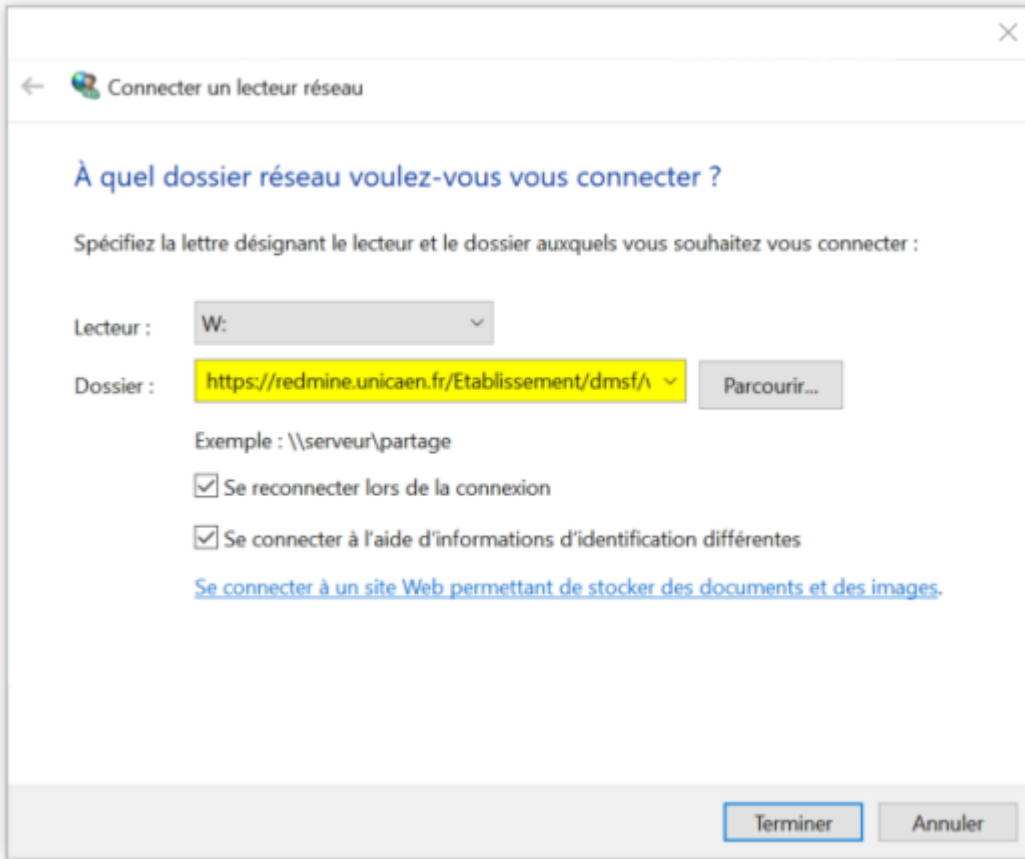 Connecter un lecteur réseau
À quel dossier réseau voulez-vous vous connecter ?
Spécifiez la lettre désignant le lecteur et le dossier auxquels vous souhaitez vous connecter :
Lecteur : W:
Dossier : https://redmine.unicaen.fr/Etablissement/dmsf/ Parcourir...
Exemple : \\serveur\partage
Se reconnecter lors de la connexion
Se connecter à l'aide d'informations d'identification différentes
Se connecter à un site Web permettant de stocker des documents et des images.
Terminer Annuler